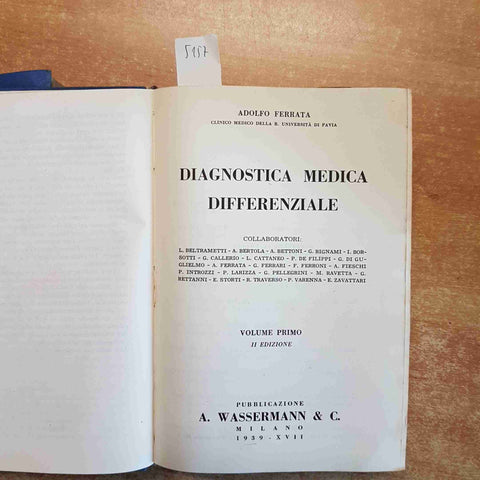 5157
ADOLFO FERRATA
CLINICO MEDICO DELLA R. UNIVERSITÀ DI PAVIA
DIAGNOSTICA MEDICA
DIFFERENZIALE
COLLABORATORI:
L. BELTRAMETTI - A. BERTOLA - A. BETTONI - G. BIGNAMI - I. BOR-
SOTTI - G. CALLERIO - L. CATTANEO - P. DE FILIPPI - G. DI GU-
GLIELMO - A. FERRATA - G. FERRARI - F. FERRONI - A. FIESCHI
P. INTROZZI - P. LARIZZA - G. PELLEGRINI - M. RAVETTA - G.
RETTANNI - E. STORTI - R. TRAVERSO - P. VARENNA - E. ZAVATTARI
VOLUME PRIMO
II EDIZIONE
PUBBLICAZIONE
A. WASSERMANN & C.
MILANO
1939 - XVII